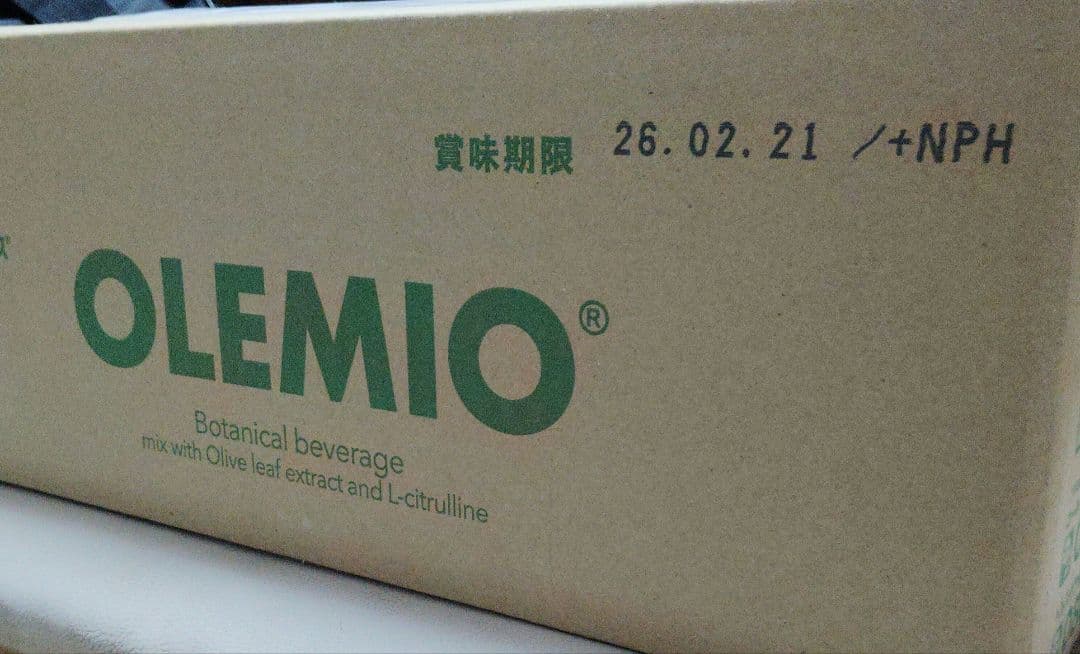 賞味期限 26.02.21 /+NPH
OLEMIO®
Botanical beverage
mix with Olive leaf extract and L-citrulline